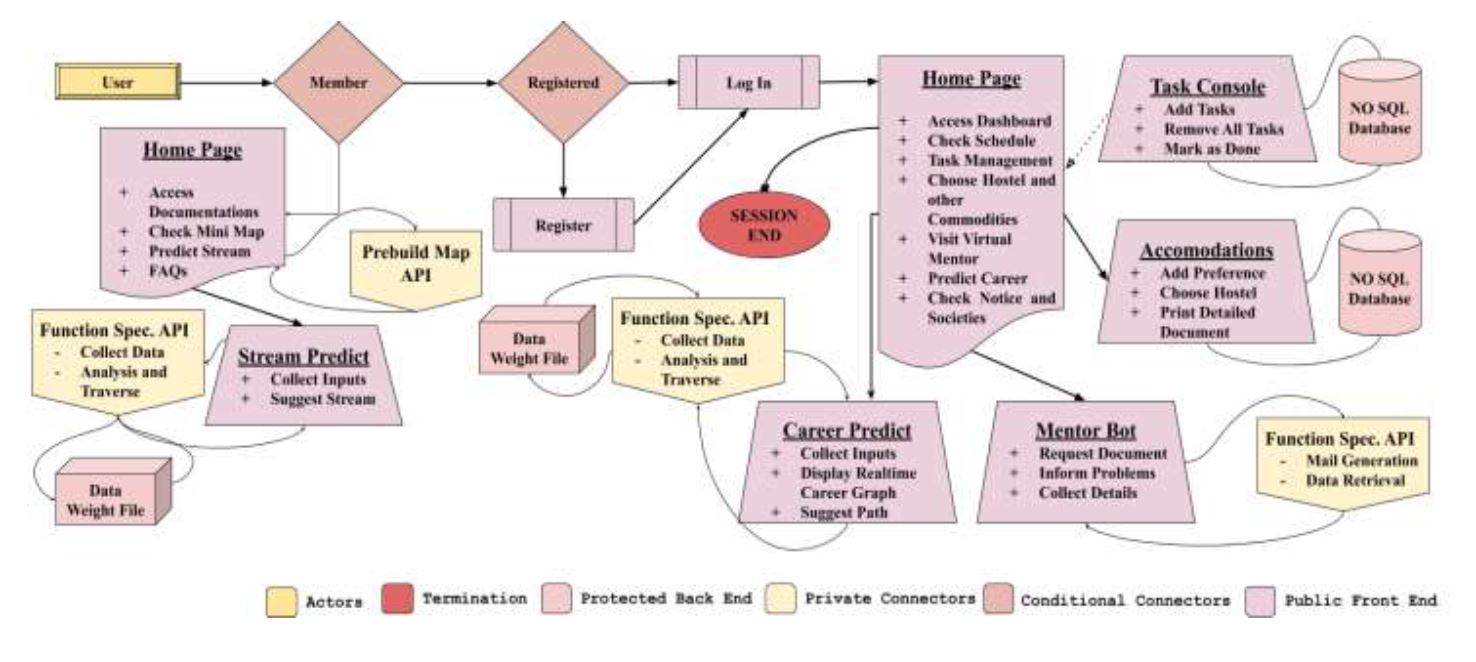 User
Member
Registered
Log In
Register
Home Page
+ Access
Documentations
+ Check Mini Map
+ Predict Stream
+ FAQs
Prebuild Map
API
Function Spec. API
- Collect Data
- Analysis and
Traverse
Stream Predict
+ Collect Inputs
+ Suggest Stream
Data
Weight File
Home Page
+ Access Dashboard
+ Check Schedule
+ Task Management
+ Choose Hostel and
other
Commodities
+ Visit Virtual
Mentor
+ Predict Career
+ Check Notice and
Societies
SESSION
END
Task Console
+ Add Tasks
+ Remove All Tasks
+ Mark as Done
NO SQL
Database
Accomodations
+ Add Preference
+ Choose Hostel
+ Print Detailed
Document
NO SQL
Database
Data
Weight File
Function Spec. API
- Collect Data
- Analysis and
Traverse
Career Predict
+ Collect Inputs
+ Display Realtime
Career Graph
+ Suggest Path
Mentor Bot
+ Request Document
+ Inform Problems
+ Collect Details
Function Spec. API
- Mail Generation
- Data Retrieval
Actors
Termination
Protected Back End
Private Connectors
Conditional Connectors
Public Front End